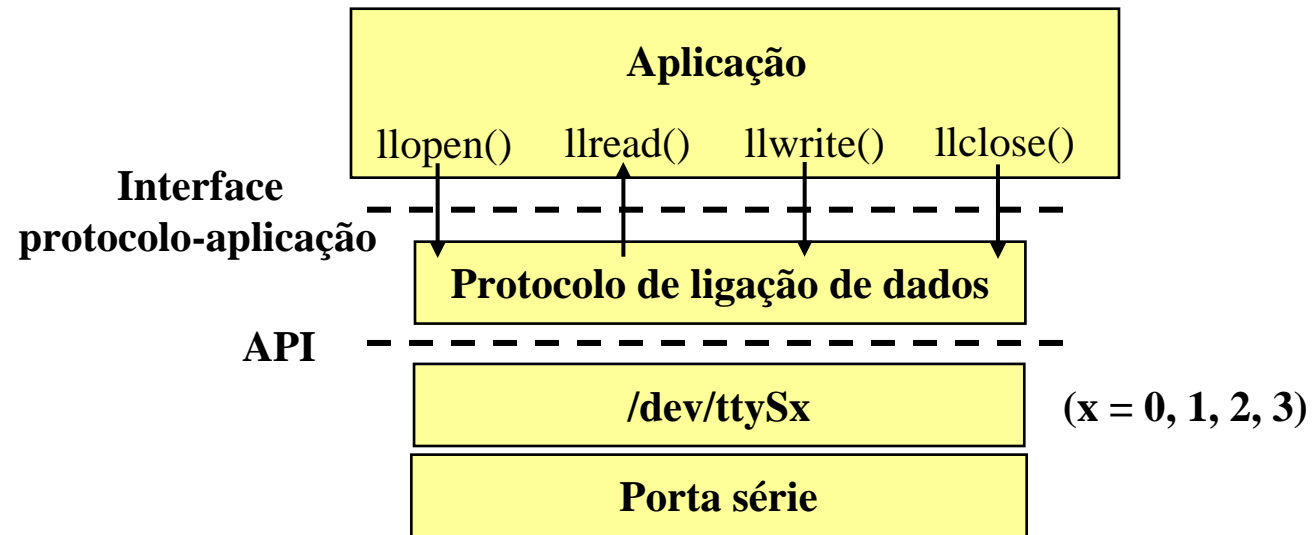 Aplicação
llopen() llread() llwrite() llclose()
Interface
protocolo-aplicação
Protocolo de ligação de dados
API
/dev/ttySx (x = 0, 1, 2, 3)
Porta série